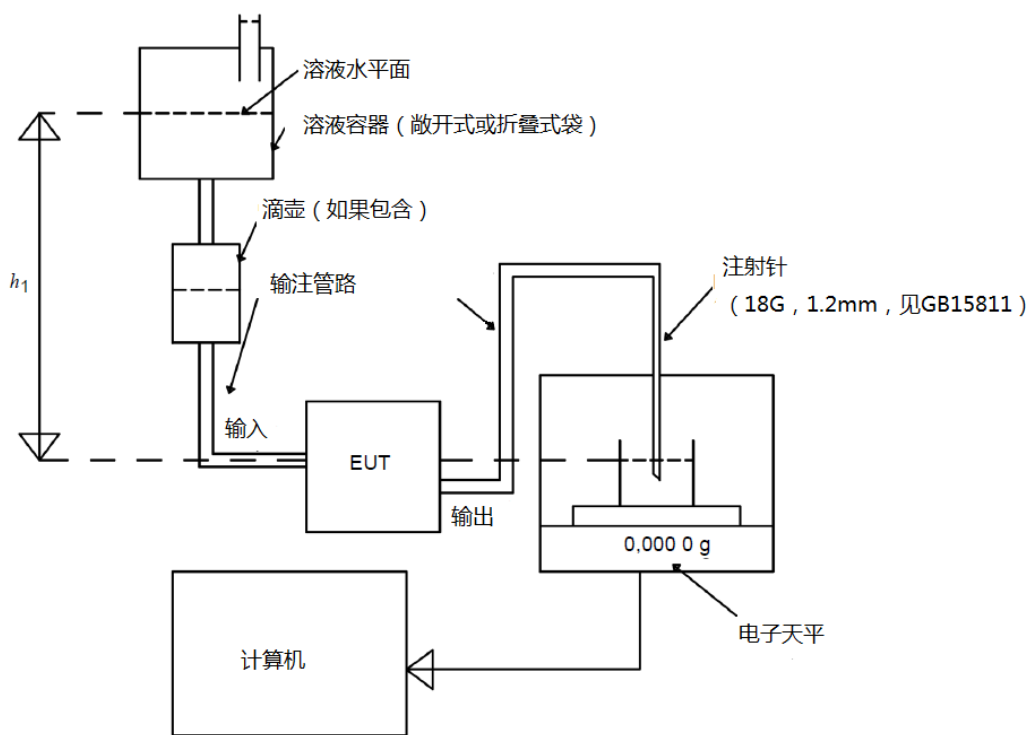 溶液水平面
溶液容器（敞开式或折叠式袋）
滴壶（如果包含）
h1
输注管路
注射针
（18G，1.2mm，见GB15811）
输入
EUT
输出
0,000 0 g
电子天平
计算机